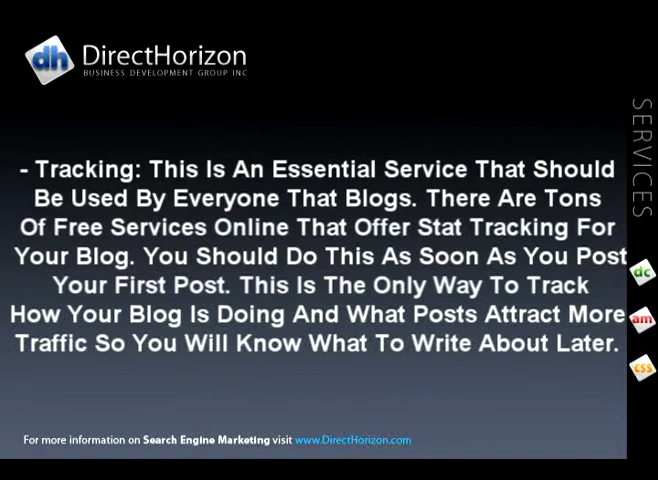 dh DirectHorizon
BUSINESS DEVELOPMENT GROUP INC
- Tracking: This Is An Essential Service That Should
Be Used By Everyone That Blogs. There Are Tons
Of Free Services Online That Offer Stat Tracking For
Your Blog. You Should Do This As Soon As You Post
Your First Post. This Is The Only Way To Track
How Your Blog Is Doing And What Posts Attract More
Traffic So You Will Know What To Write About Later.
SERVICES
dc
am
css
For more information on Search Engine Marketing visit www.DirectHorizon.com